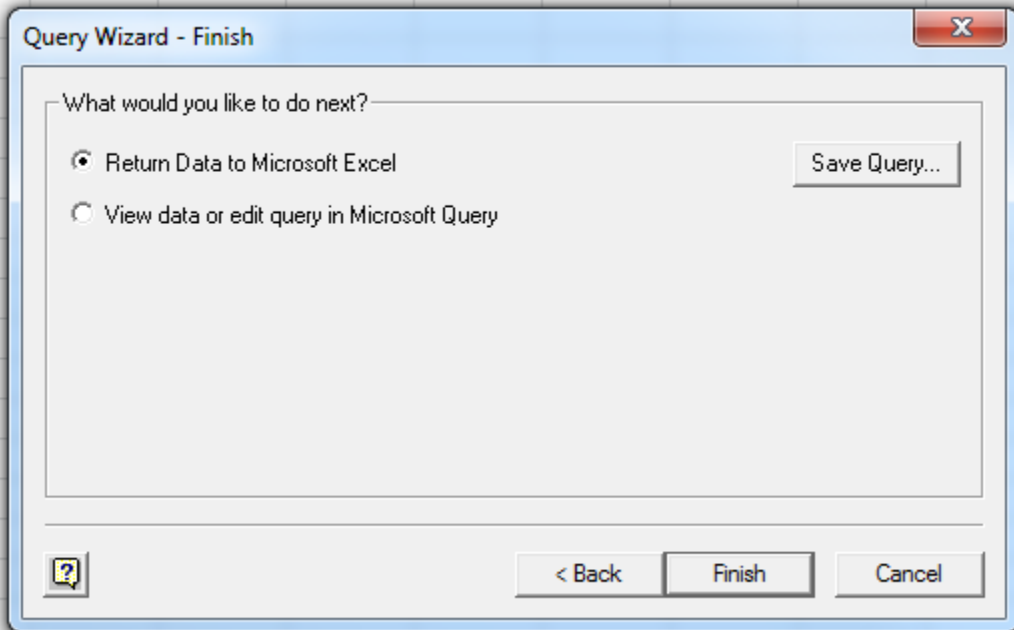 Query Wizard - Finish
What would you like to do next?
Return Data to Microsoft Excel
Save Query...
View data or edit query in Microsoft Query
?
< Back
Finish
Cancel